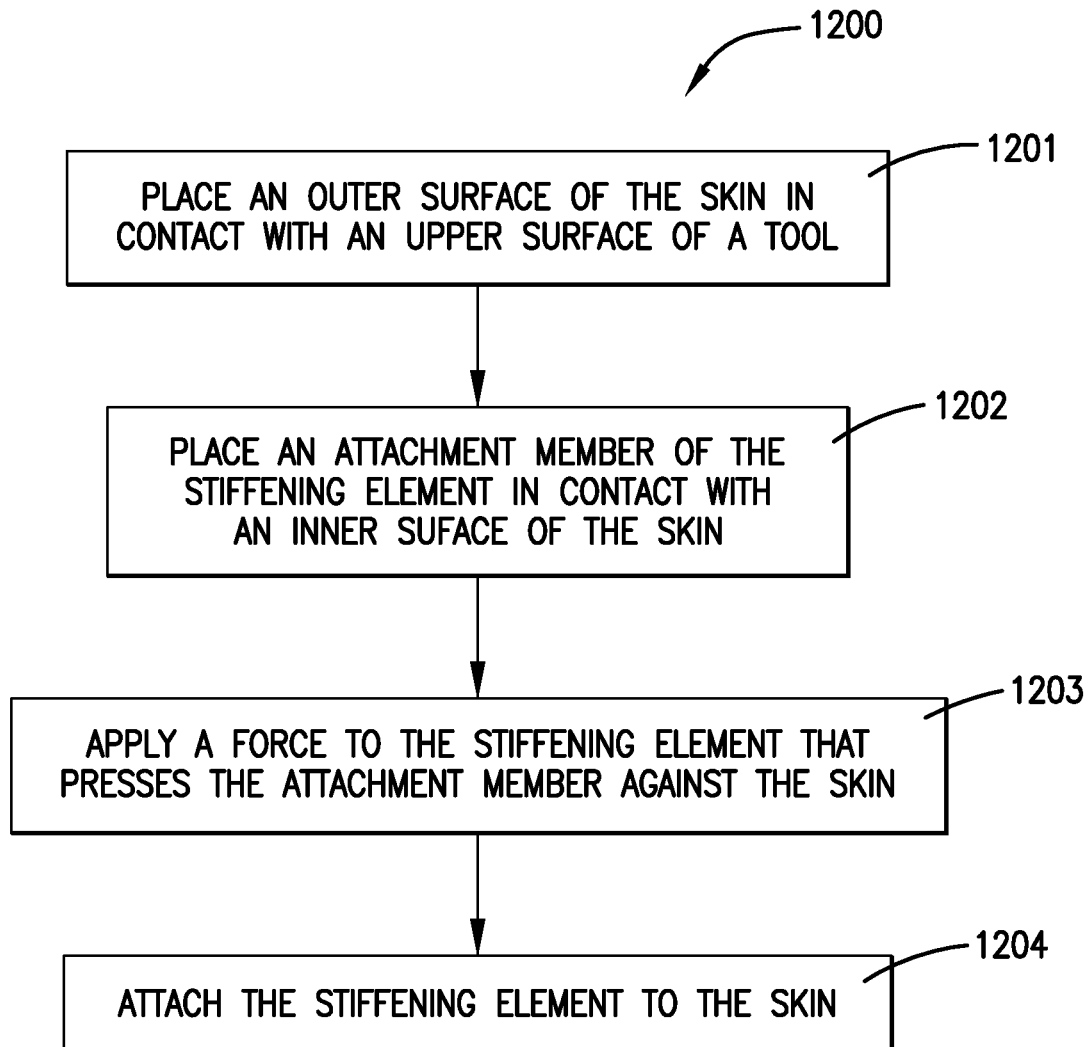 1200
1201
PLACE AN OUTER SURFACE OF THE SKIN IN
CONTACT WITH AN UPPER SURFACE OF A TOOL
1202
PLACE AN ATTACHMENT MEMBER OF THE
STIFFENING ELEMENT IN CONTACT WITH
AN INNER SUFACE OF THE SKIN
1203
APPLY A FORCE TO THE STIFFENING ELEMENT THAT
PRESSES THE ATTACHMENT MEMBER AGAINST THE SKIN
1204
ATTACH THE STIFFENING ELEMENT TO THE SKIN